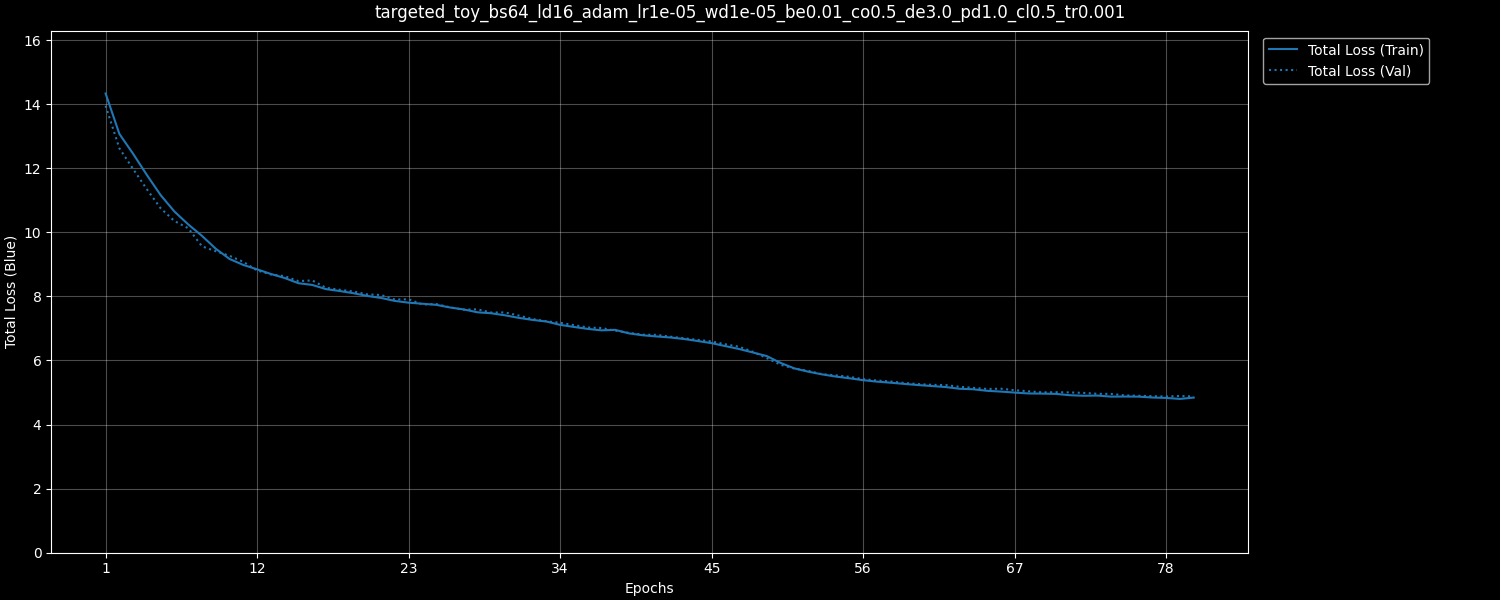 targeted_toy_bs64_ld16_adam_lr1e-05_wd1e-05_be0.01_co0.5_de3.0_pd1.0_cl0.5_tr0.001
Total Loss (Train)
Total Loss (Val)
Total Loss (Blue)
16
14
12
10
8
6
4
2
0
1 12 23 34 45 56 67 78
Epochs